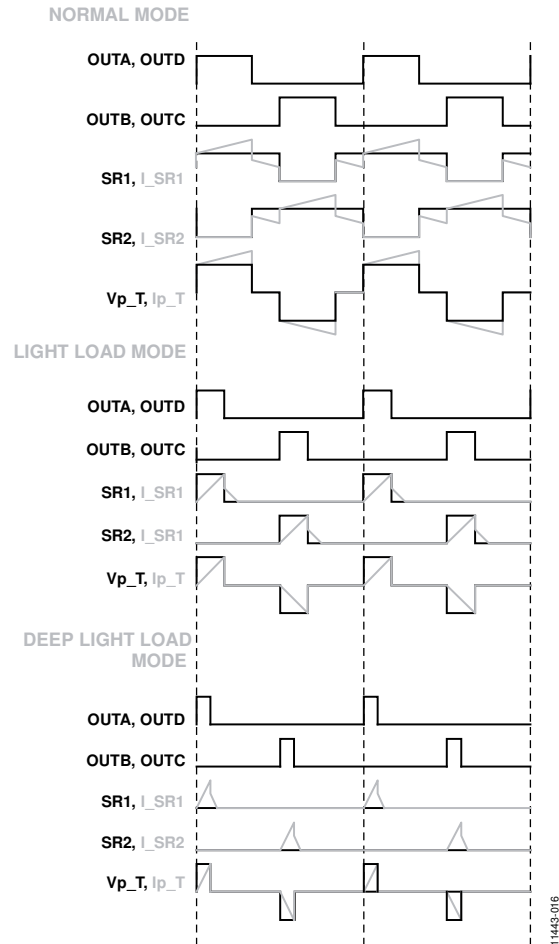 NORMAL MODE
OUTA, OUTD
OUTB, OUTC
SR1, I_SR1
SR2, I_SR2
Vp_T, Ip_T
LIGHT LOAD MODE
OUTA, OUTD
OUTB, OUTC
SR1, I_SR1
SR2, I_SR1
Vp_T, Ip_T
DEEP LIGHT LOAD
MODE
OUTA, OUTD
OUTB, OUTC
SR1, I_SR1
SR2, I_SR2
Vp_T, Ip_T
11443-016